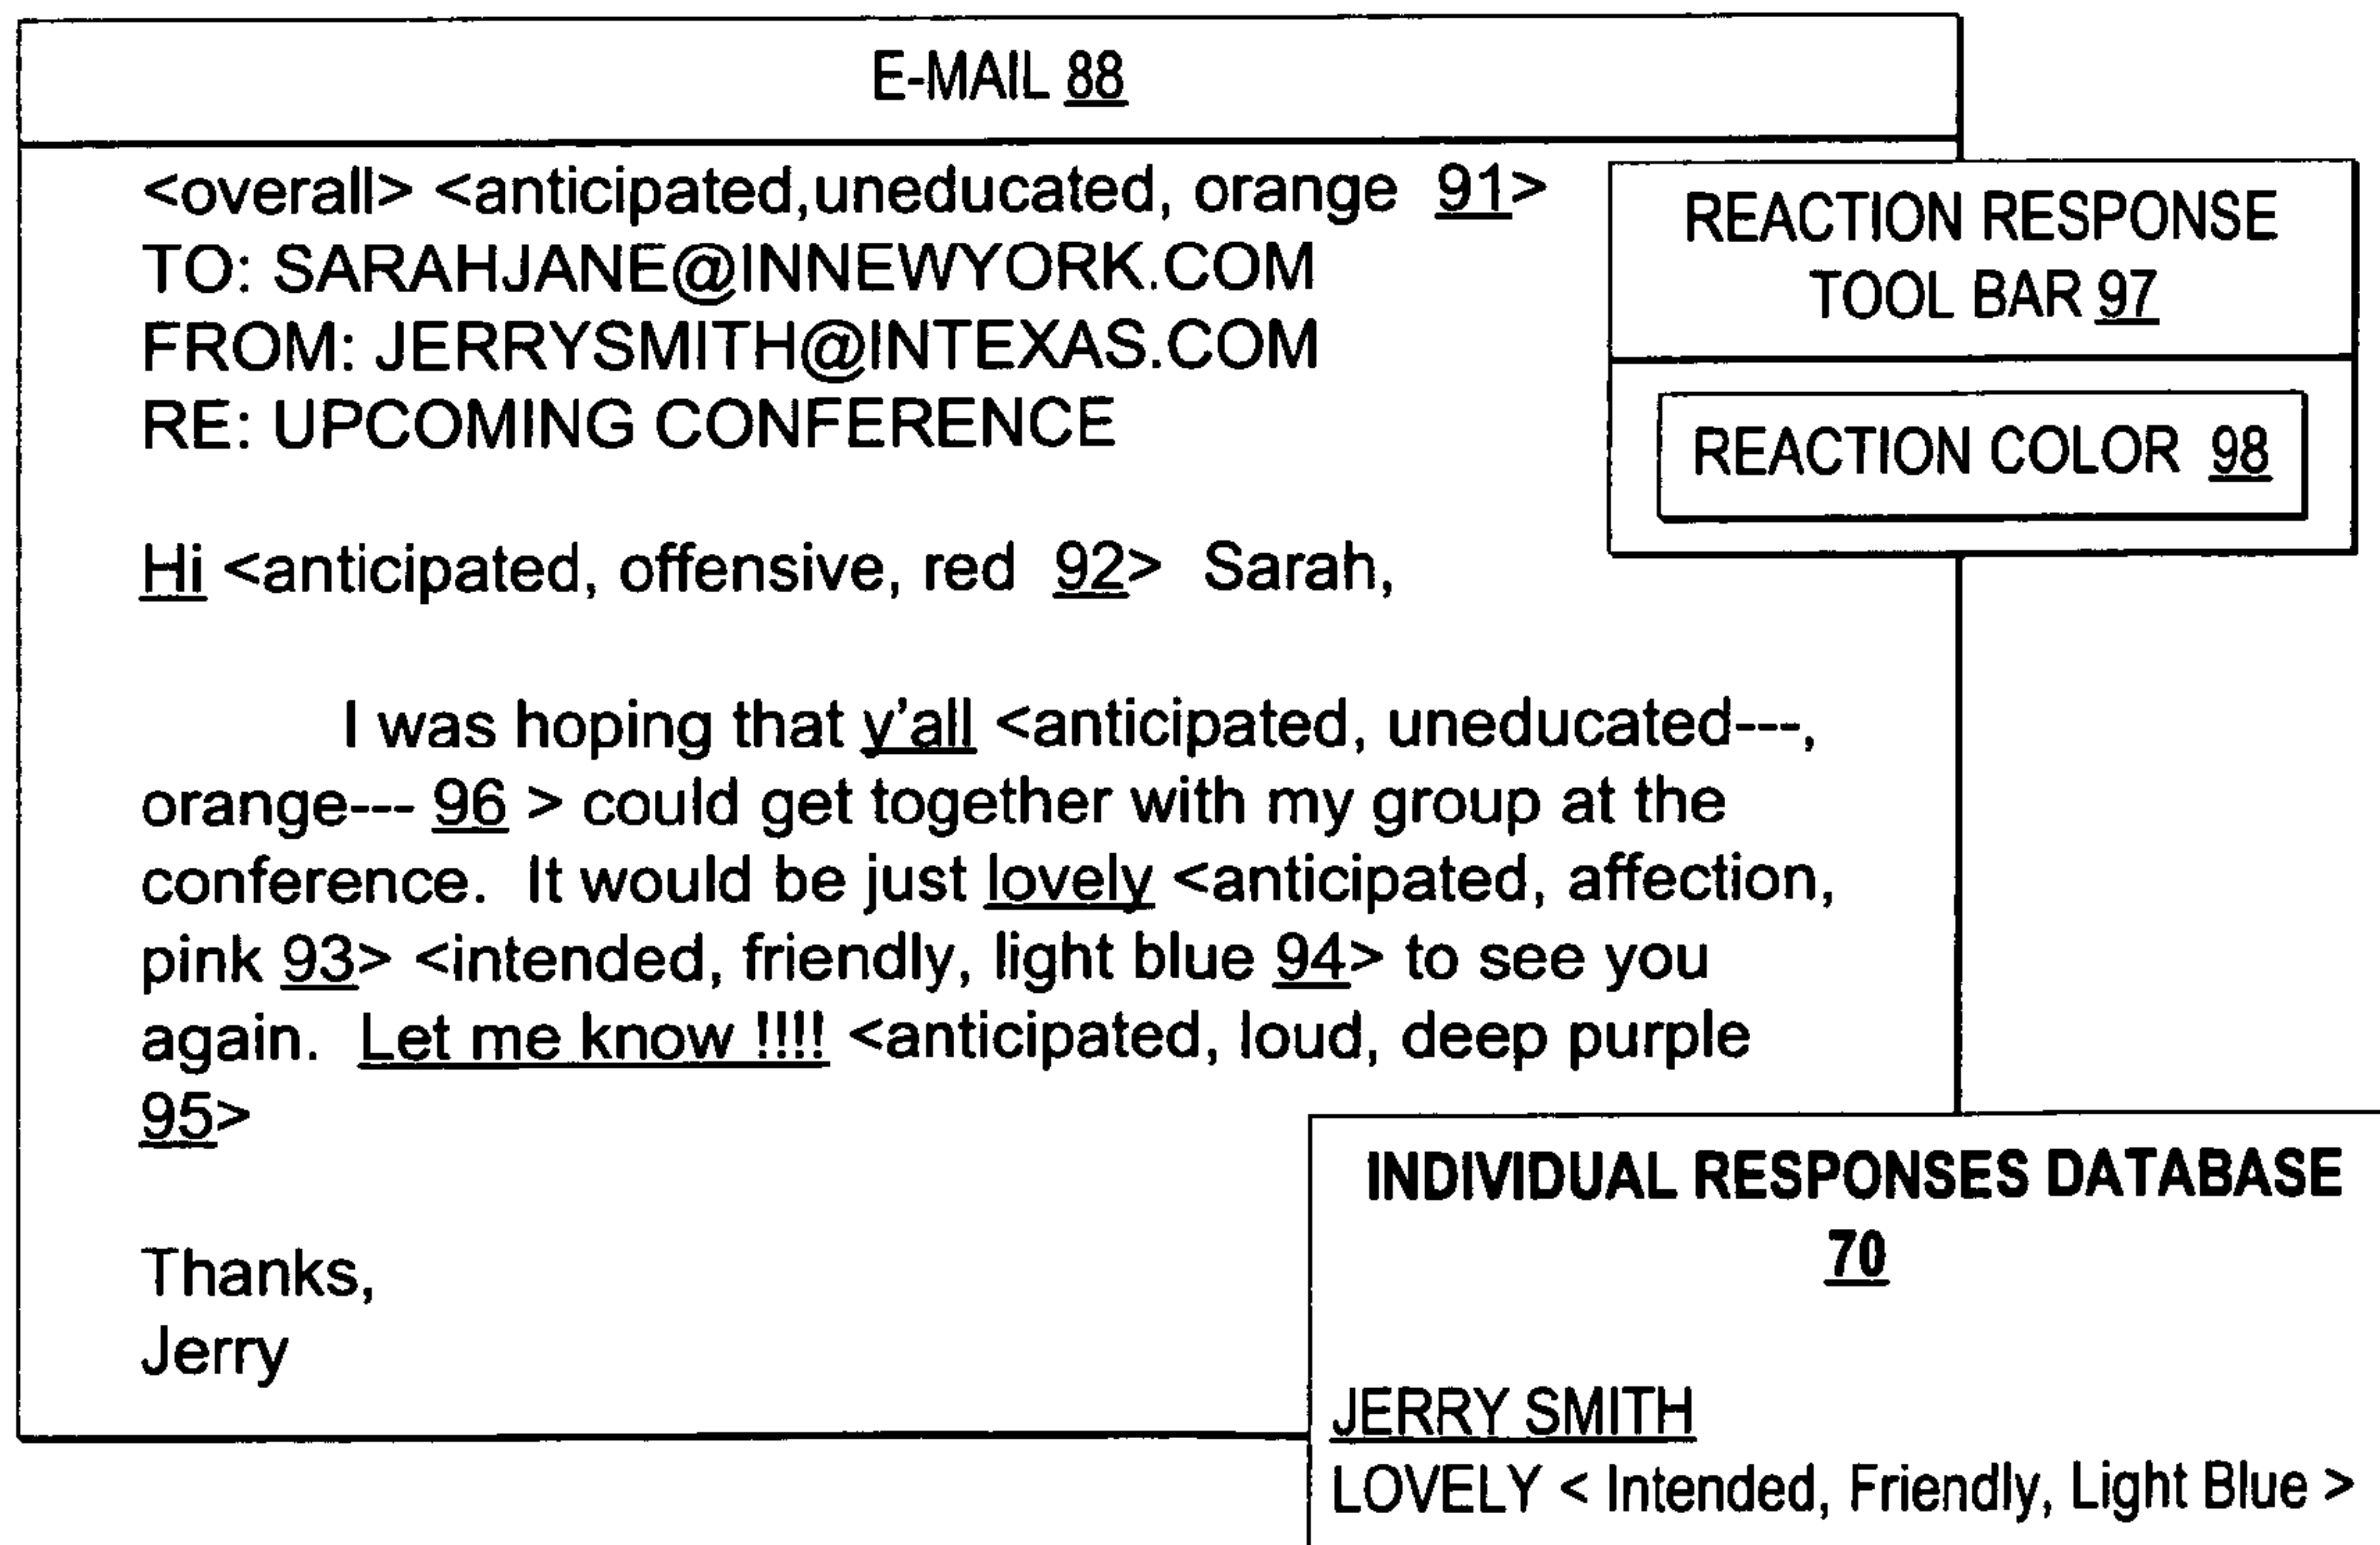 E-MAIL 88
<overall> <anticipated,uneducated, orange 91>
TO: SARAHJANE@INNEWYORK.COM
FROM: JERRYSMITH@INTEXAS.COM
RE: UPCOMING CONFERENCE
Hi <anticipated, offensive, red 92> Sarah,
I was hoping that y'all <anticipated, uneducated---,
orange--- 96 > could get together with my group at the
conference. It would be just lovely <anticipated, affection,
pink 93> <intended, friendly, light blue 94> to see you
again. Let me know !!!! <anticipated, loud, deep purple
95>
Thanks,
Jerry
REACTION RESPONSE
TOOL BAR 97
REACTION COLOR 98
INDIVIDUAL RESPONSES DATABASE
70
JERRY SMITH
LOVELY < Intended, Friendly, Light Blue >